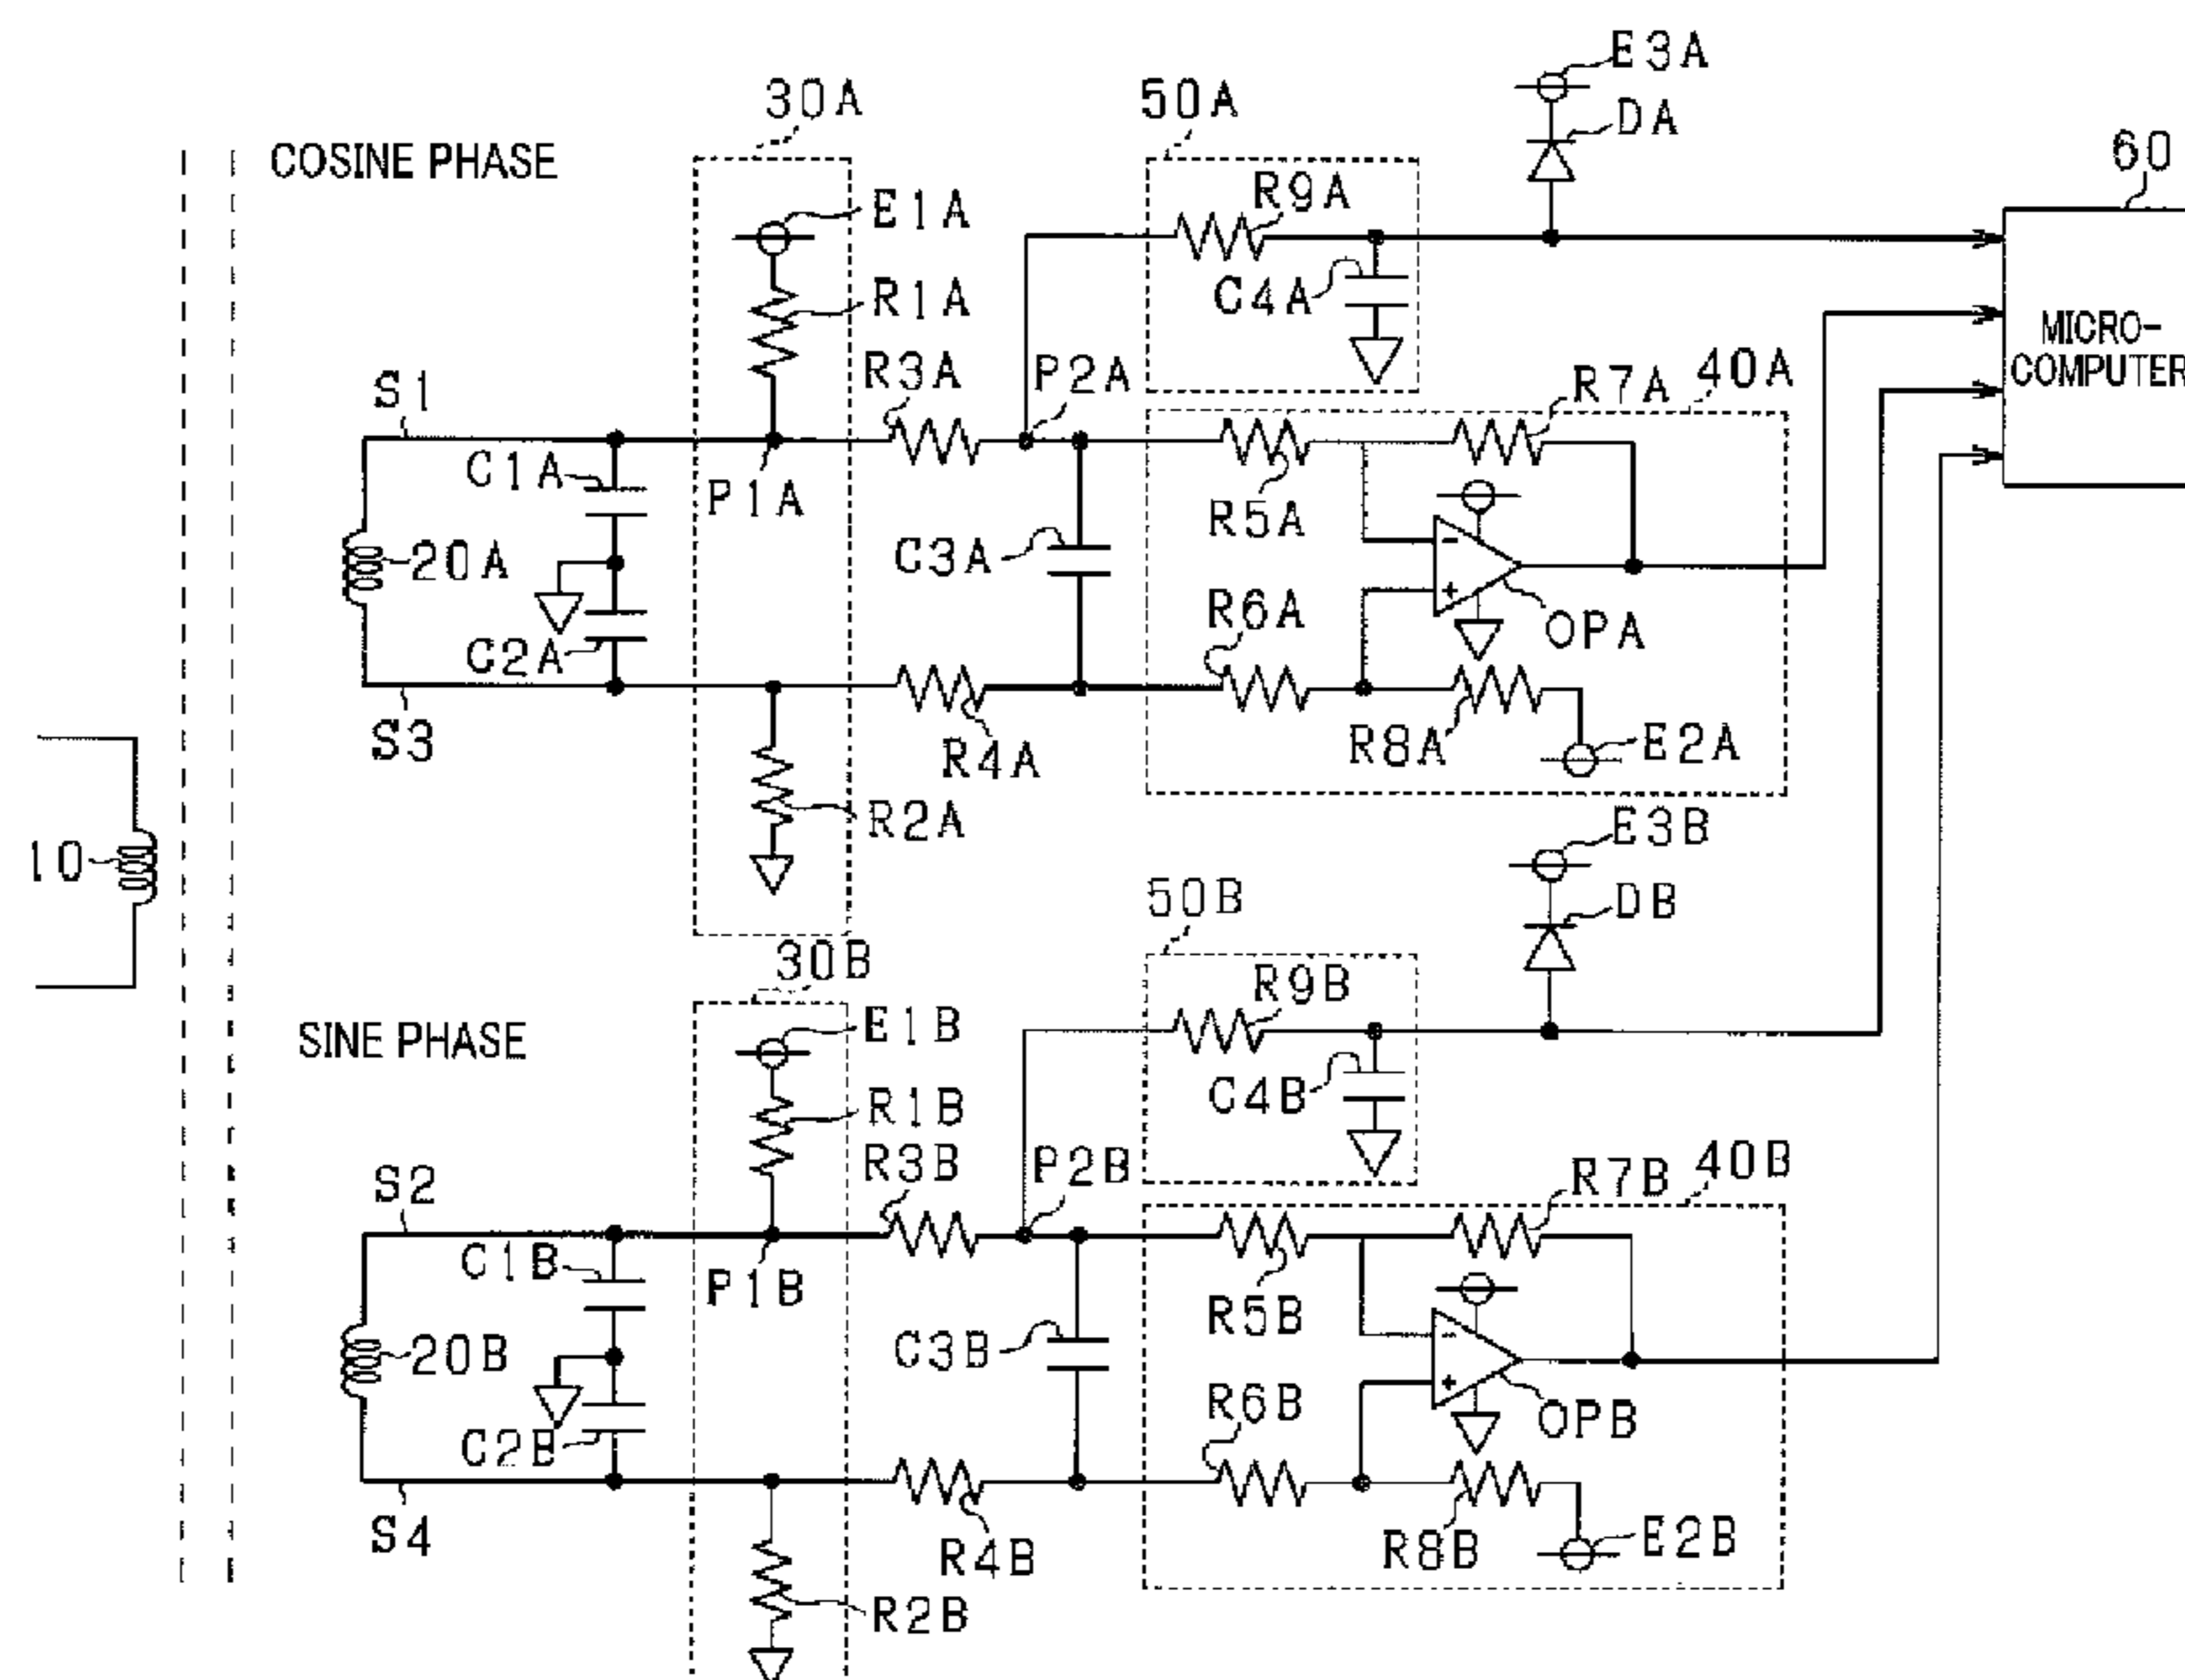 E3A
30A
50A
DA
COSINE PHASE
60
E1A
R9A
R1A
C4A
MICRO-
COMPUTER
S1
R3A
P2A
R7A
40A
C1A
P1A
R5A
20A
C3A
C2A
R6A
OPA
S3
R4A
R8A
E2A
R2A
E3B
10
50B
DB
30B
SINE PHASE
E1B
R9B
R1B
C4B
S2
R3B
P2B
R7B
40B
C1B
P1B
R5B
20B
C3B
C2B
R6B
OPB
S4
R4B
R8B
E2B
R2B